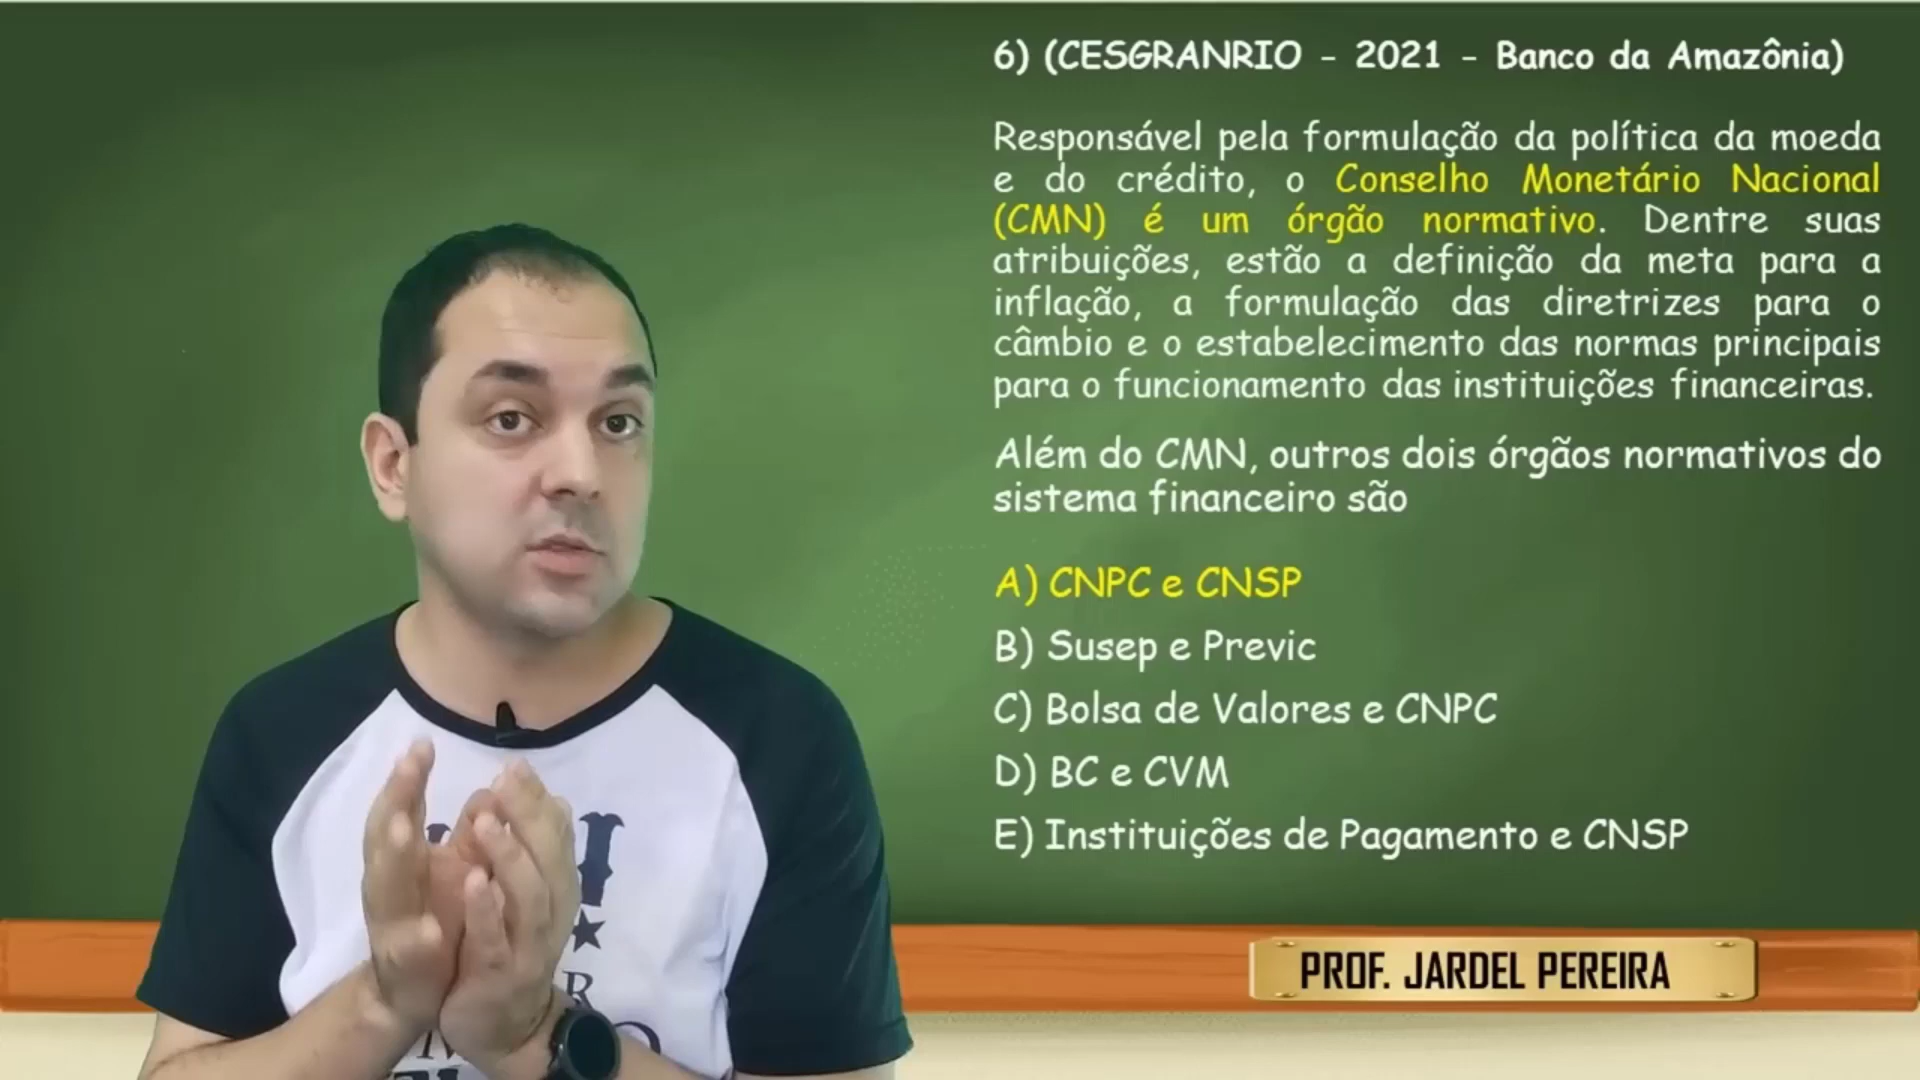 6) (CESGRANRIO - 2021 - Banco da Amazônia)
Responsável pela formulação da política da moeda
e do crédito, o Conselho Monetário Nacional
(CMN) é um órgão normativo. Dentre suas
atribuições, estão a definição da meta para a
inflação, a formulação das diretrizes para o
câmbio e o estabelecimento das normas principais
para o funcionamento das instituições financeiras.
Além do CMN, outros dois órgãos normativos do
sistema financeiro são
A) CNPC e CNSP
B) Susep e Previc
C) Bolsa de Valores e CNPC
D) BC e CVM
E) Instituições de Pagamento e CNSP
PROF. JARDEL PEREIRA